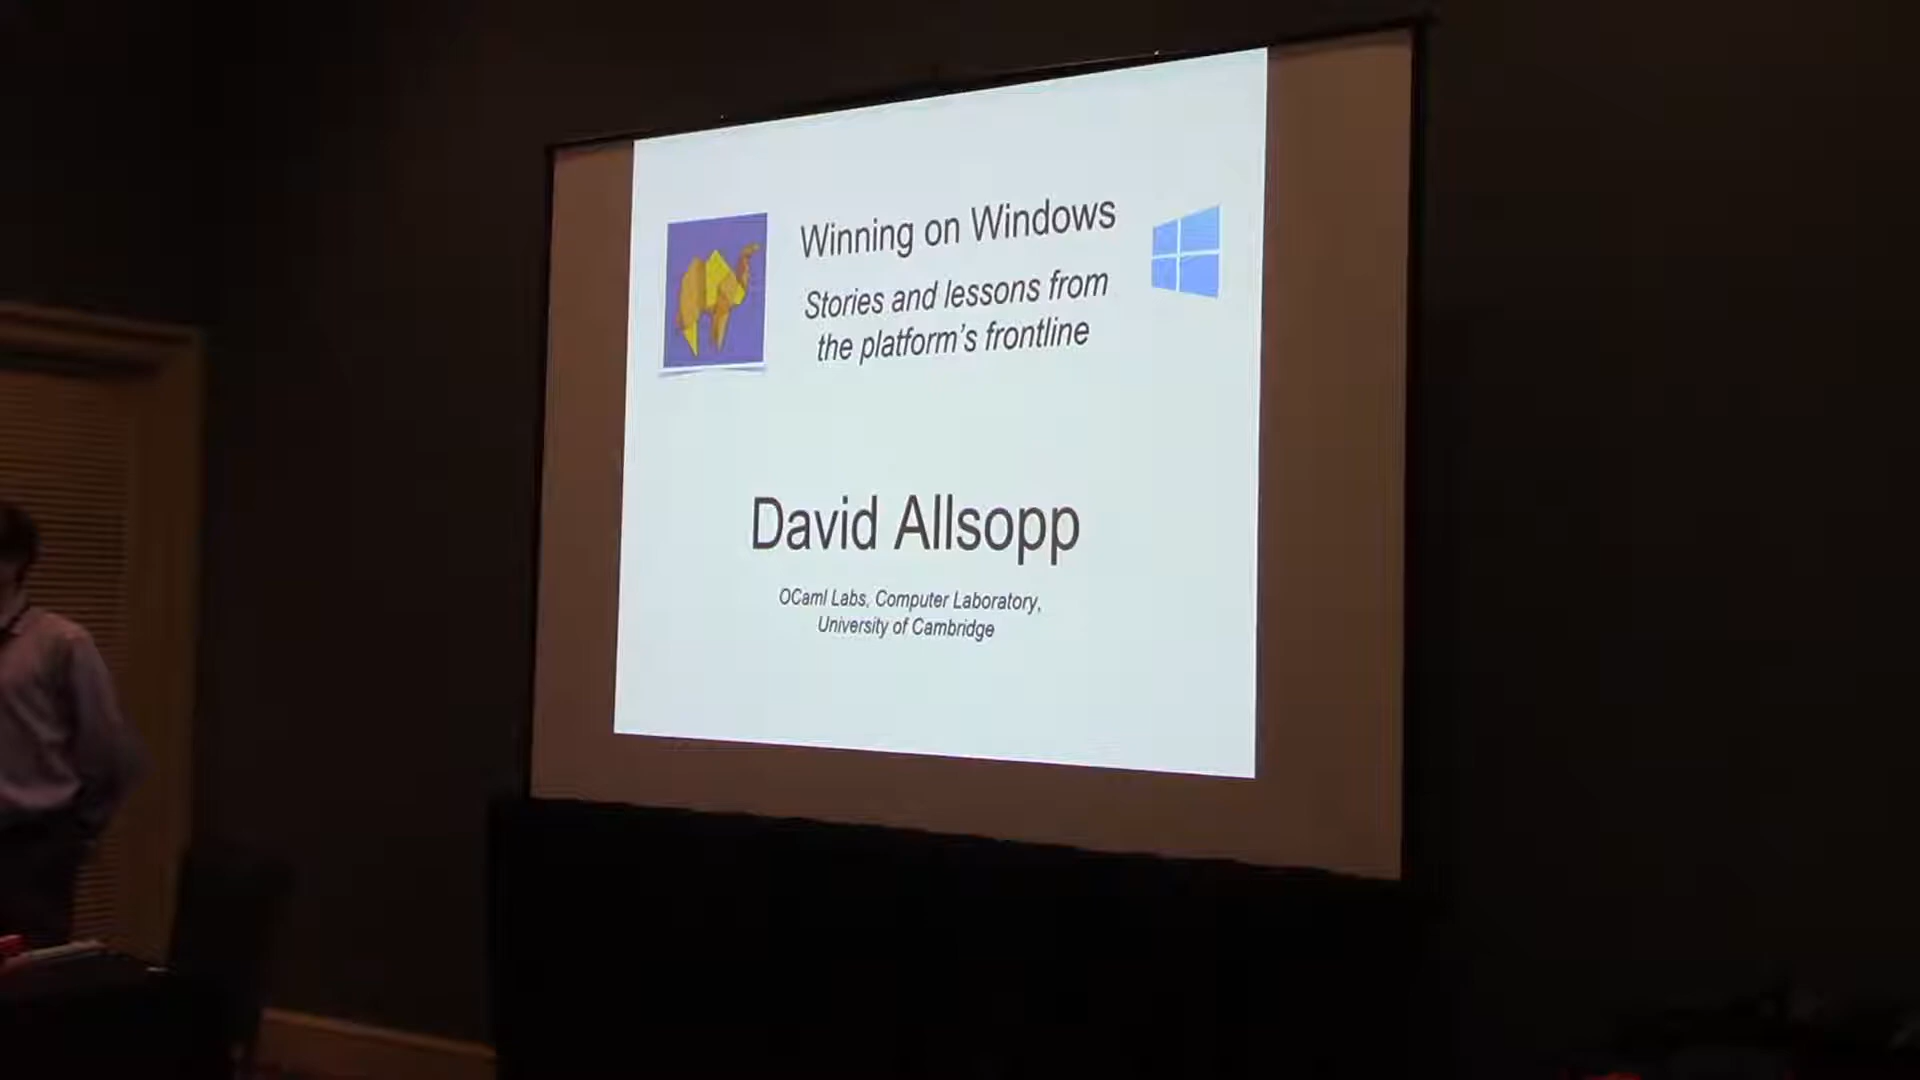 Winning on Windows
Stories and lessons from
the platform's frontline
David Allsopp
OCaml Labs, Computer Laboratory,
University of Cambridge